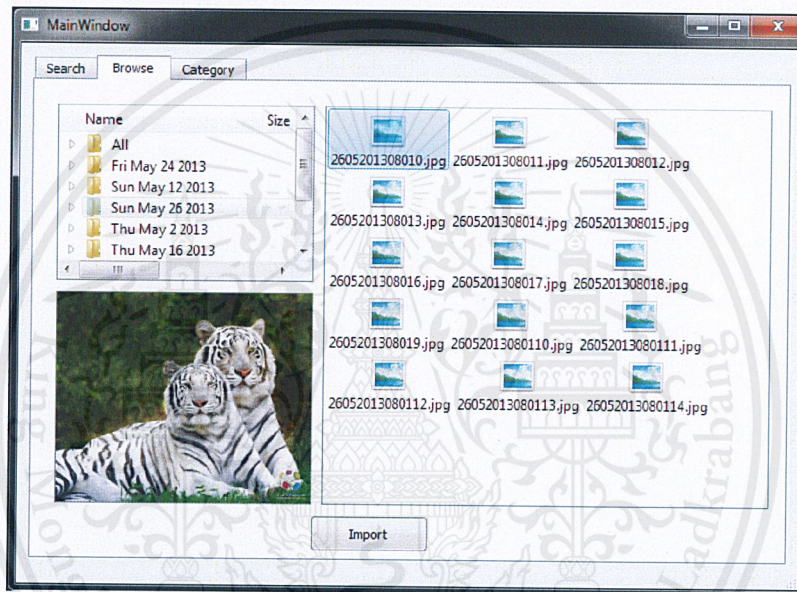 MainWindow
Search Browse Category
Name Size
All
Fri May 24 2013
Sun May 12 2013
Sun May 26 2013
Thu May 2 2013
Thu May 16 2013
2605201308010.jpg 2605201308011.jpg 2605201308012.jpg
2605201308013.jpg 2605201308014.jpg 2605201308015.jpg
2605201308016.jpg 2605201308017.jpg 2605201308018.jpg
2605201308019.jpg 26052013080110.jpg 26052013080111.jpg
26052013080112.jpg 26052013080113.jpg 26052013080114.jpg
Import